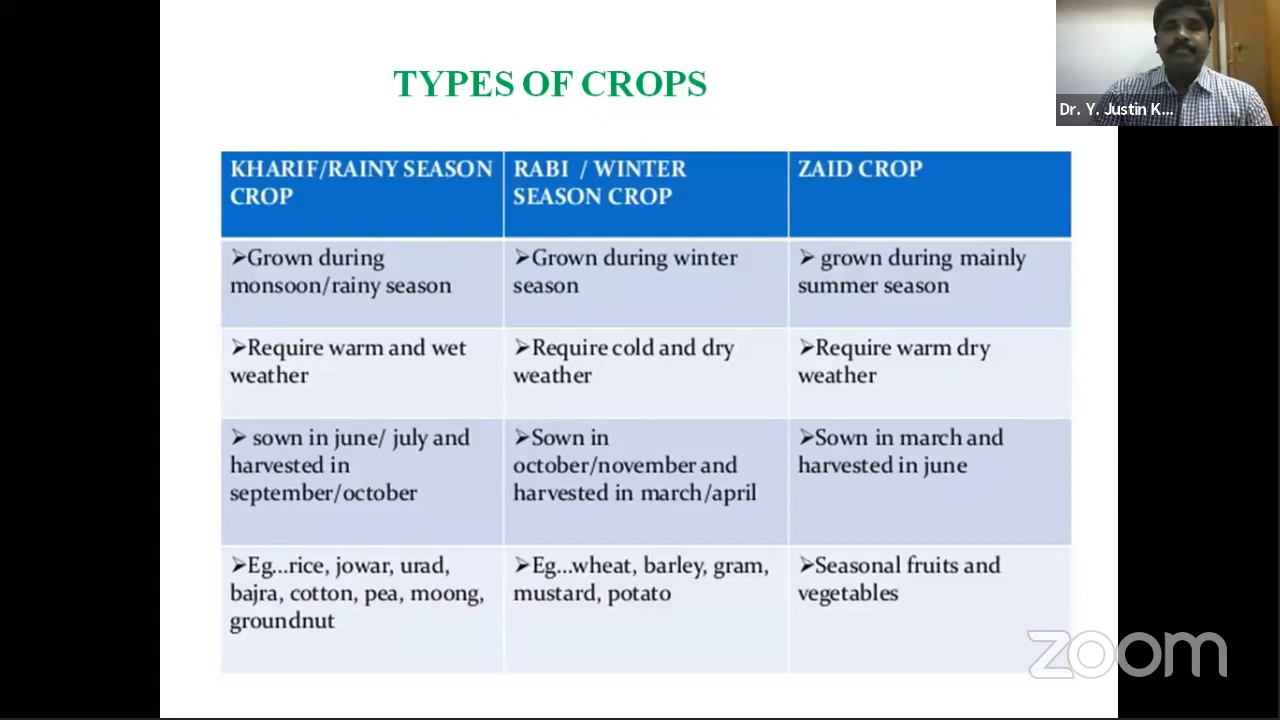 TYPES OF CROPS
Dr. Y. Justin K...
KHARIF/RAINY SEASON
CROP
RABI / WINTER
SEASON CROP
ZAID CROP
➢Grown during
monsoon/rainy season
➢Grown during winter
season
➢ grown during mainly
summer season
➢Require warm and wet
weather
➢Require cold and dry
weather
➢Require warm dry
weather
➢ sown in june/ july and
harvested in
september/october
➢Sown in
october/november and
harvested in march/april
➢Sown in march and
harvested in june
➢Eg...rice, jowar, urad,
bajra, cotton, pea, moong,
groundnut
➢Eg...wheat, barley, gram,
mustard, potato
➢Seasonal fruits and
vegetables
zoom